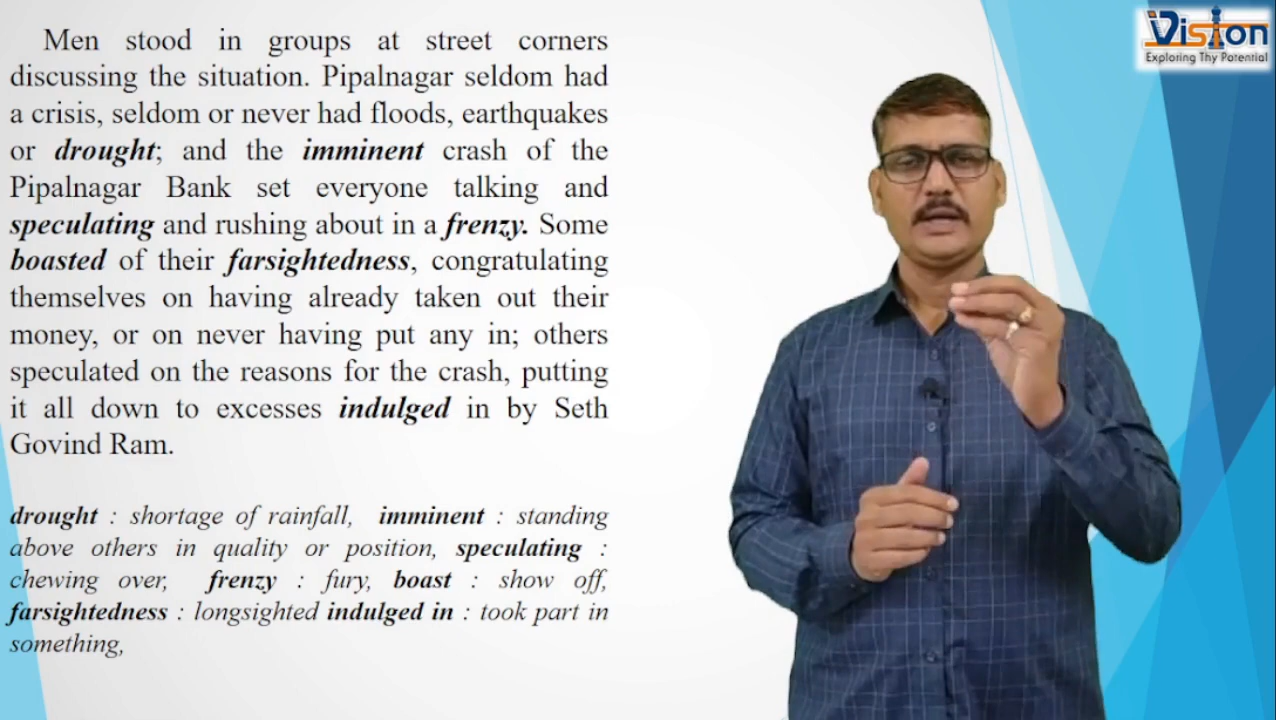 Men stood in groups at street corners
discussing the situation. Pipalnagar seldom had
a crisis, seldom or never had floods, earthquakes
or drought; and the imminent crash of the
Pipalnagar Bank set everyone talking and
speculating and rushing about in a frenzy. Some
boasted of their farsightedness, congratulating
themselves on having already taken out their
money, or on never having put any in; others
speculated on the reasons for the crash, putting
it all down to excesses indulged in by Seth
Govind Ram.
drought : shortage of rainfall, imminent : standing
above others in quality or position, speculating :
chewing over, frenzy : fury, boast : show off,
farsightedness : longsighted indulged in : took part in
something,
Vision
Exploring Thy Potential